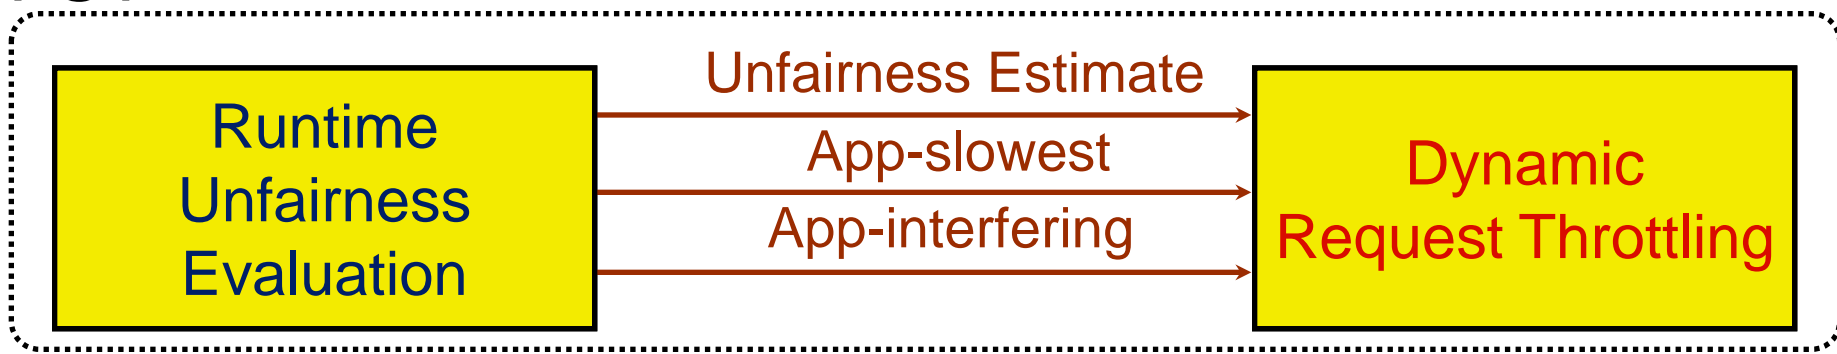 Runtime
Unfairness
Evaluation
Unfairness Estimate
App-slowest
App-interfering
Dynamic
Request Throttling